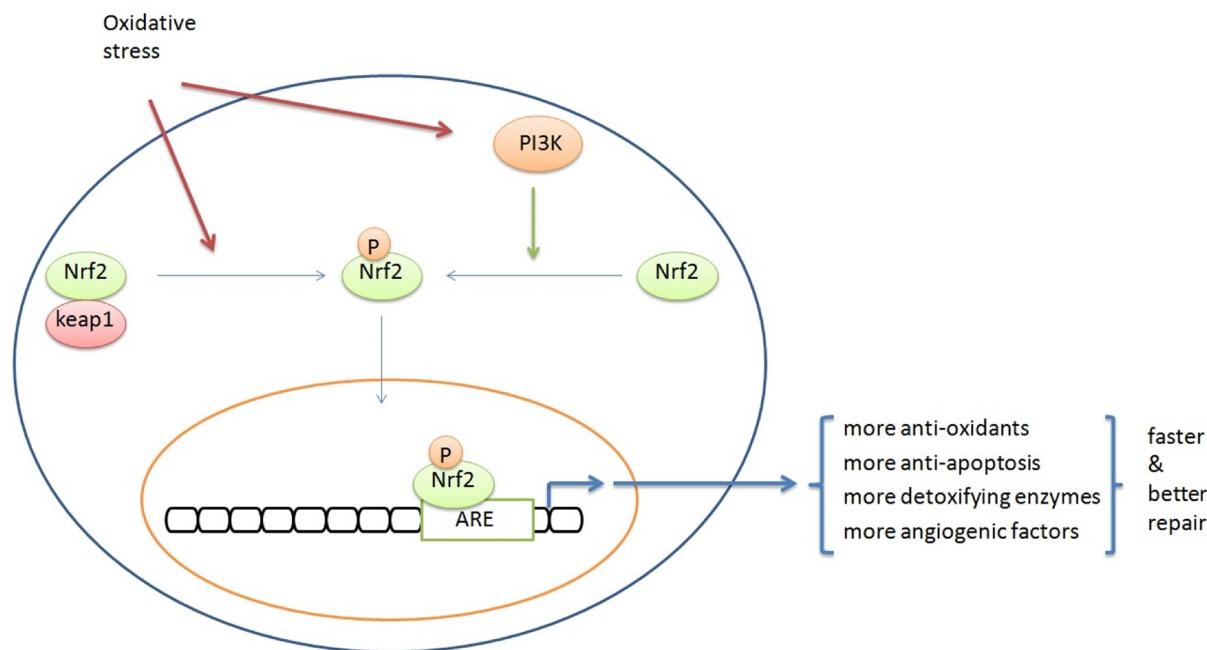 Oxidative
stress
PI3K
P
Nrf2
Nrf2
Nrf2
keap1
P
Nrf2
ARE
more anti-oxidants
more anti-apoptosis
more detoxifying enzymes
more angiogenic factors
faster
&
better
repair